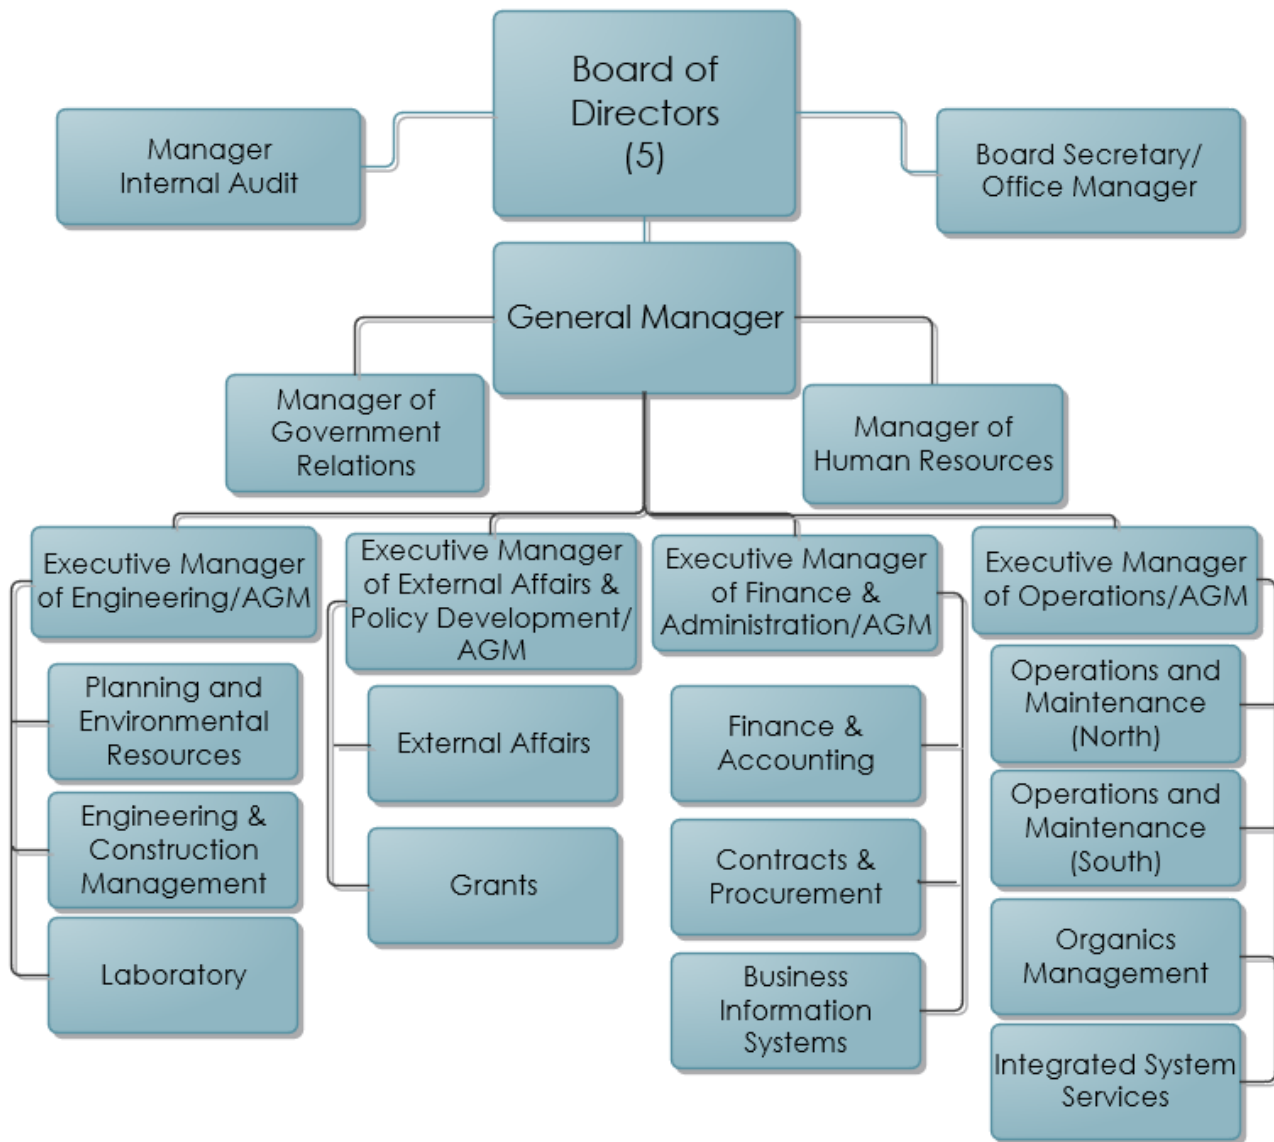 Board of
Directors
(5)
Manager
Internal Audit
Board Secretary/
Office Manager
General Manager
Manager of
Government
Relations
Manager of
Human Resources
Executive Manager
of Engineering/AGM
Executive Manager
of External Affairs &
Policy Development/
AGM
Executive Manager
of Finance &
Administration/AGM
Executive Manager
of Operations/AGM
Planning and
Environmental
Resources
Engineering &
Construction
Management
Laboratory
External Affairs
Grants
Finance &
Accounting
Contracts &
Procurement
Business
Information
Systems
Operations and
Maintenance
(North)
Operations and
Maintenance
(South)
Organics
Management
Integrated System
Services